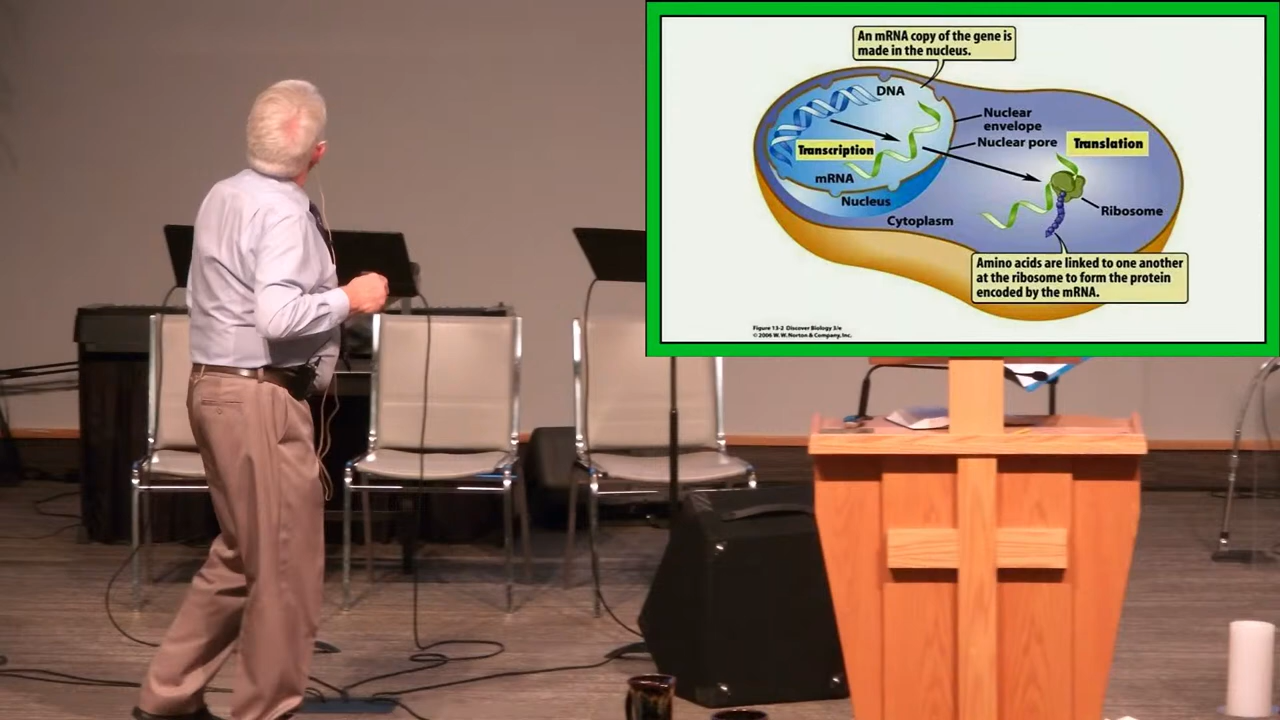 An mRNA copy of the gene is
made in the nucleus.
DNA
Nuclear
envelope
Nuclear pore
Translation
Transcription
mRNA
Nucleus
Cytoplasm
Ribosome
Amino acids are linked to one another
at the ribosome to form the protein
encoded by the mRNA.
Figure 13-2 Discover Biology 3/e
© 2006 W. W. Norton & Company, Inc.